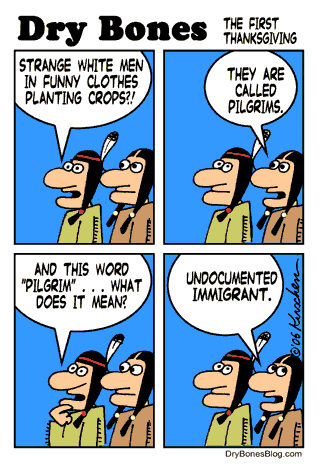 Dry Bones
THE FIRST
THANKSGIVING
STRANGE WHITE MEN
IN FUNNY CLOTHES
PLANTING CROPS?!
THEY ARE
CALLED
PILGRIMS.
AND THIS WORD
"PILGRIM" . . . WHAT
DOES IT MEAN?
UNDOCUMENTED
IMMIGRANT.
©'06 Kirschen
DryBonesBlog.com